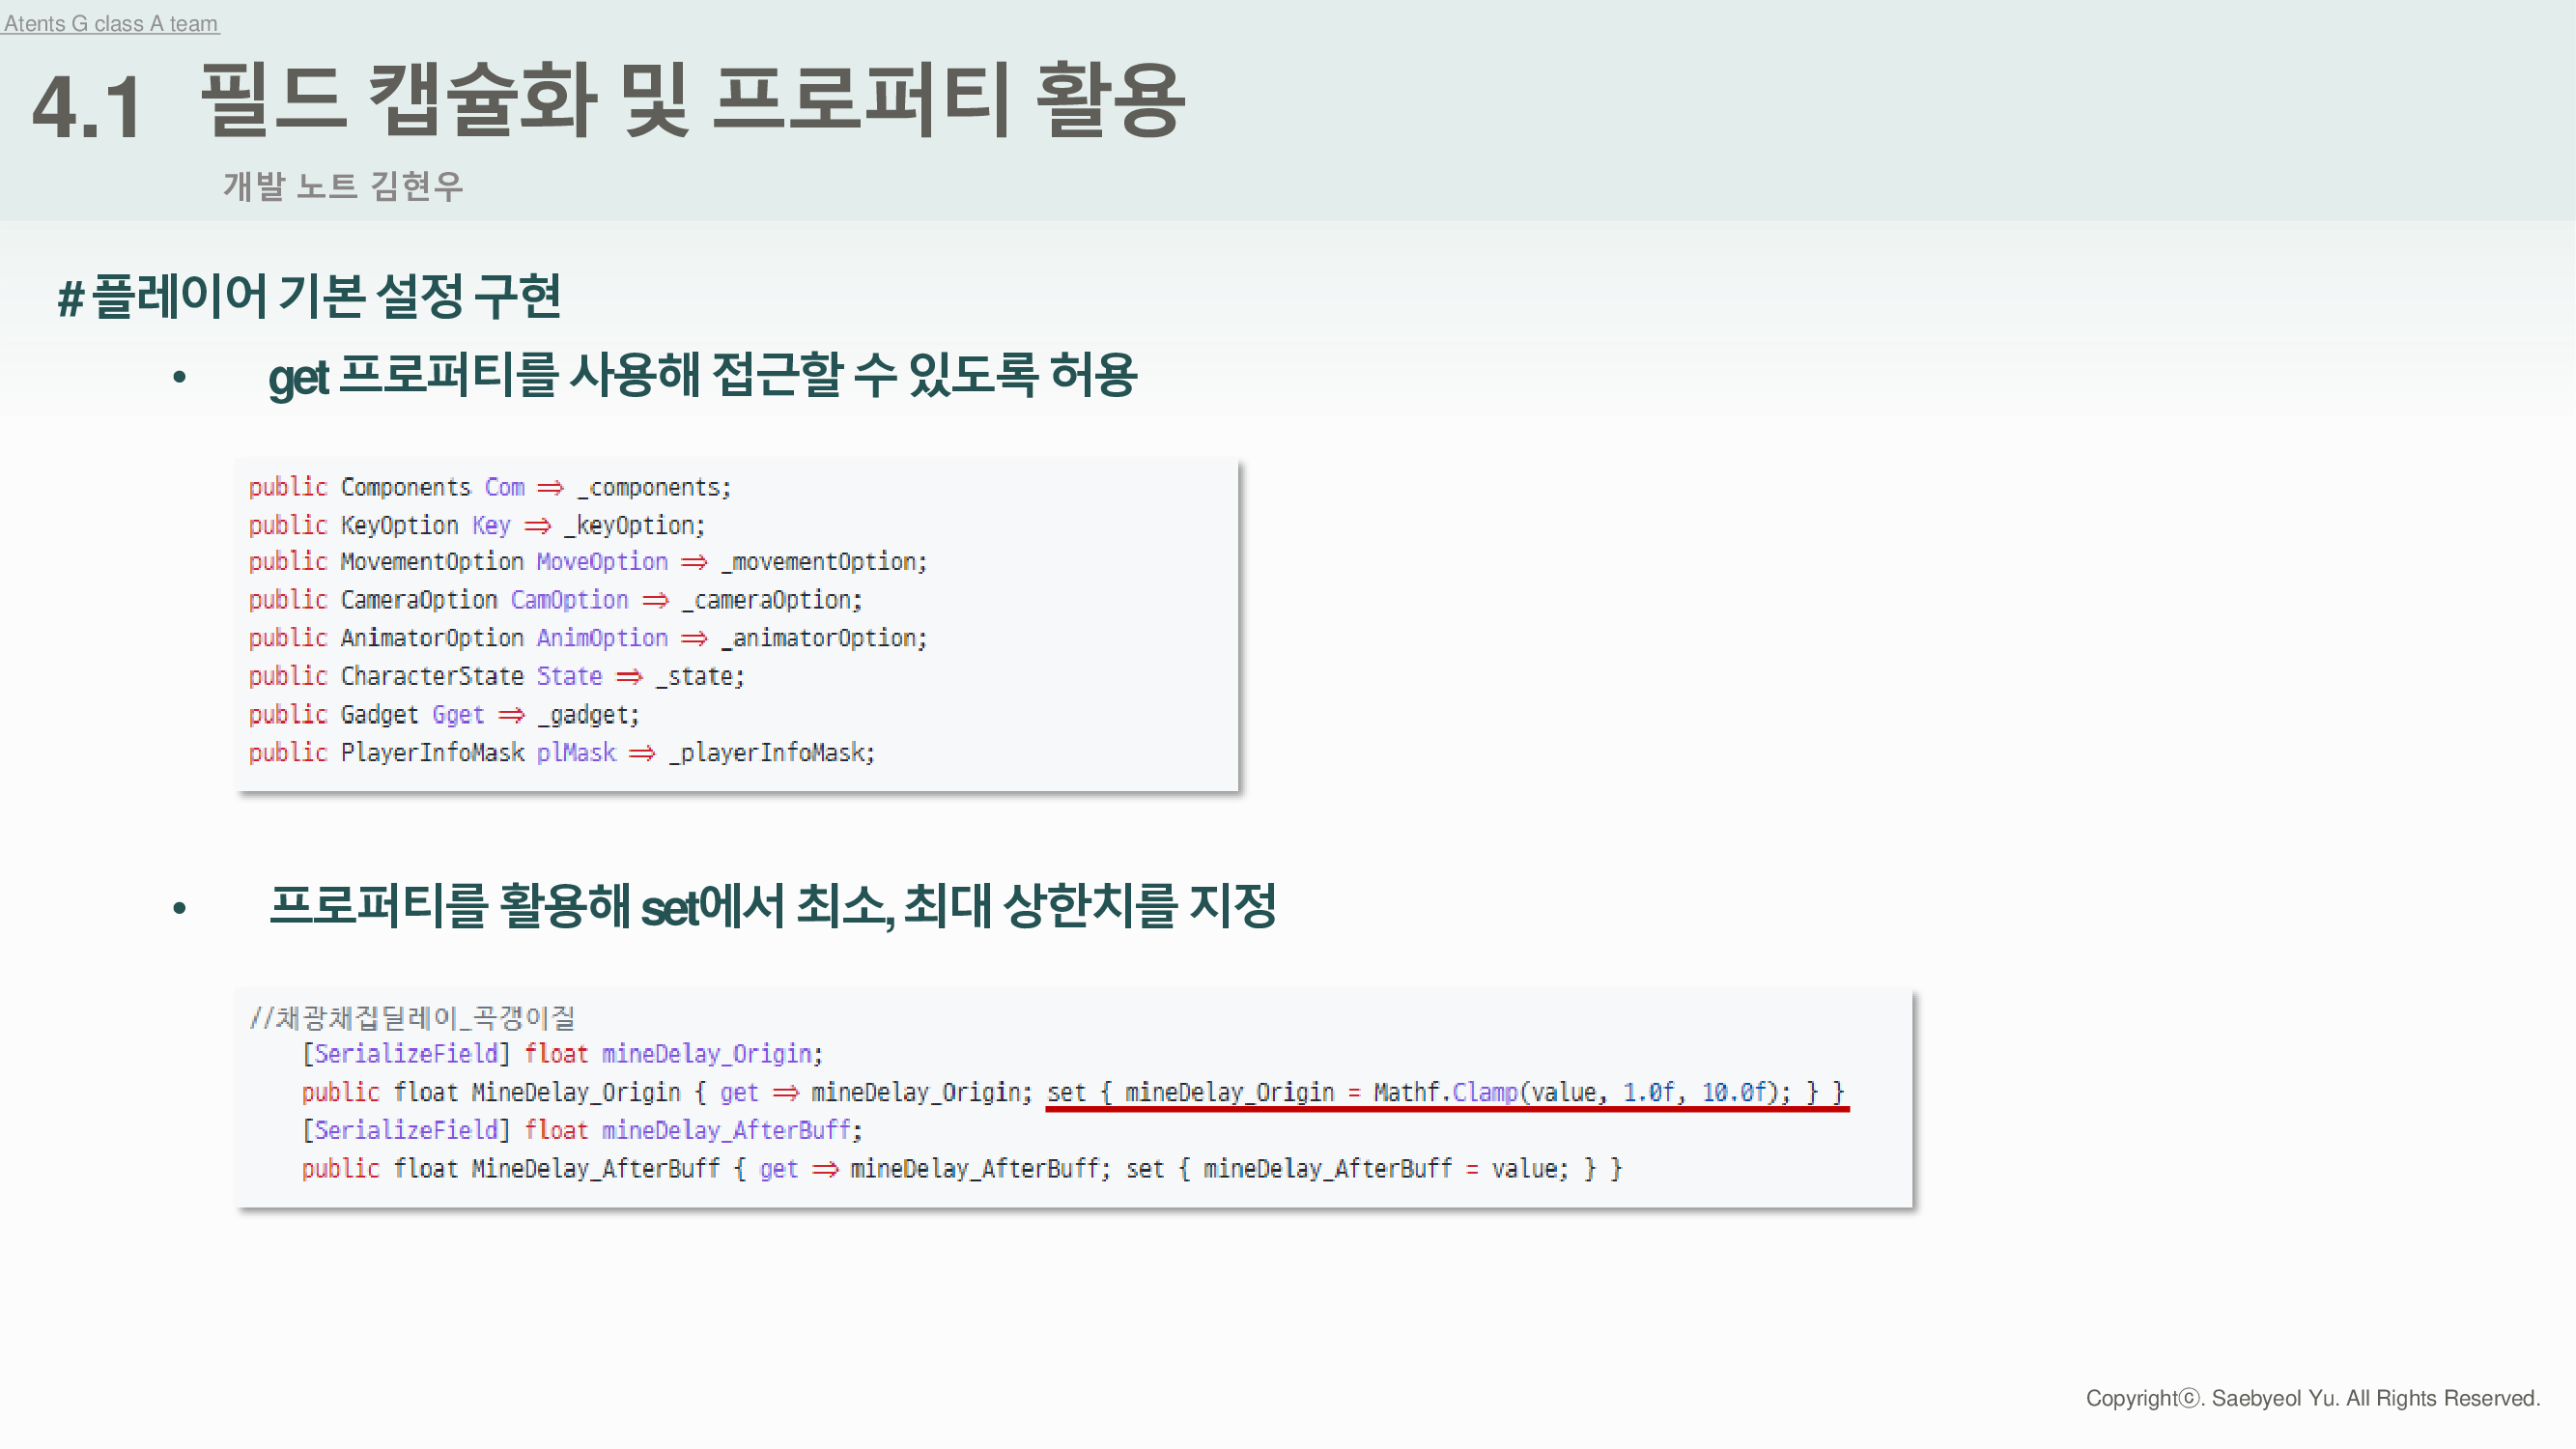 Atents G class A team
4.1 필드 캡슐화 및 프로퍼티 활용
개발 노트 김현우
# 플레이어 기본 설정 구현
• get 프로퍼티를 사용해 접근할 수 있도록 허용
public Components Com => _components;
public KeyOption Key => _keyOption;
public MovementOption MoveOption => _movementOption;
public CameraOption CamOption => _cameraOption;
public AnimatorOption AnimOption => _animatorOption;
public CharacterState State => _state;
public Gadget Gget => _gadget;
public PlayerInfoMask plMask => _playerInfoMask;
• 프로퍼티를 활용해 set에서 최소, 최대 상한치를 지정
//채광채집딜레이_곡갱이질
[SerializeField] float mineDelay_Origin;
public float MineDelay_Origin { get => mineDelay_Origin; set { mineDelay_Origin = Mathf.Clamp(value, 1.0f, 10.0f); } }
[SerializeField] float mineDelay_AfterBuff;
public float MineDelay_AfterBuff { get => mineDelay_AfterBuff; set { mineDelay_AfterBuff = value; } }
Copyrightⓒ. Saebyeol Yu. All Rights Reserved.